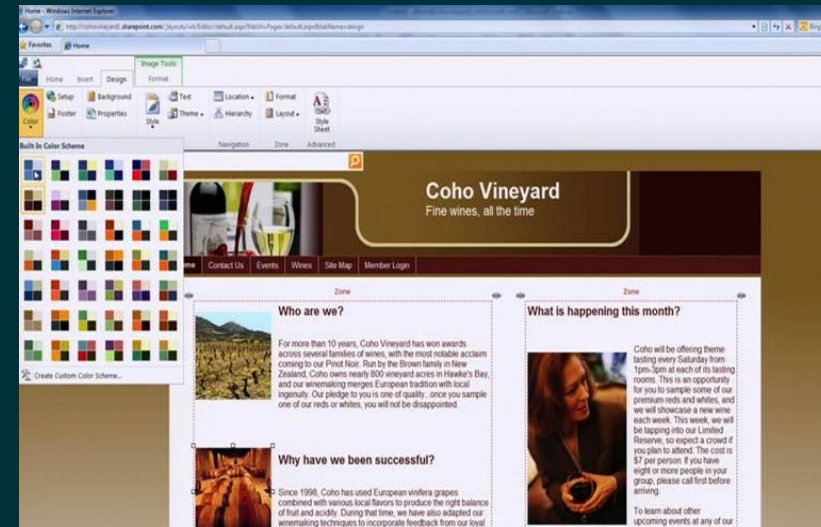 Home - Windows Internet Explorer
Favorites Home
Image Tools
File Home Insert Design Format
Color
Setup
Footer
Background
Properties
Style
Text
Theme
Location
Hierarchy
Navigation
Format
Layout
Zone
Style Sheet
Advanced
Built In Color Scheme
Create Custom Color Scheme...
Coho Vineyard
Fine wines, all the time
Contact Us Events Wines Site Map Member Login
Zone
Who are we?
For more than 10 years, Coho Vineyard has won awards
across several families of wines, with the most notable acclaim
coming to our Pinot Noir. Run by the Brown family in New
Zealand, Coho owns nearly 800 vineyard acres in Hawke's Bay,
and our winemaking merges European tradition with local
ingenuity. Our pledge to you is one of quality...once you sample
one of our reds or whites, you will not be disappointed.
Why have we been successful?
Since 1998, Coho has used European vinifera grapes
combined with various local flavors to produce the right balance
of fruit and acidity. During that time, we have also adapted our
winemaking techniques to incorporate feedback from our loyal
Zone
What is happening this month?
Coho will be offering theme
tasting every Saturday from
1pm-3pm at each of its tasting
rooms. This is an opportunity
for you to sample some of our
premium reds and whites, and
we will showcase a new wine
each week. This week, we will
be tapping into our Limited
Reserve, so expect a crowd if
you plan to attend. The cost is
$7 per person. If you have
eight or more people in your
group, please call first before
arriving.
To learn about other
upcoming events at any of our